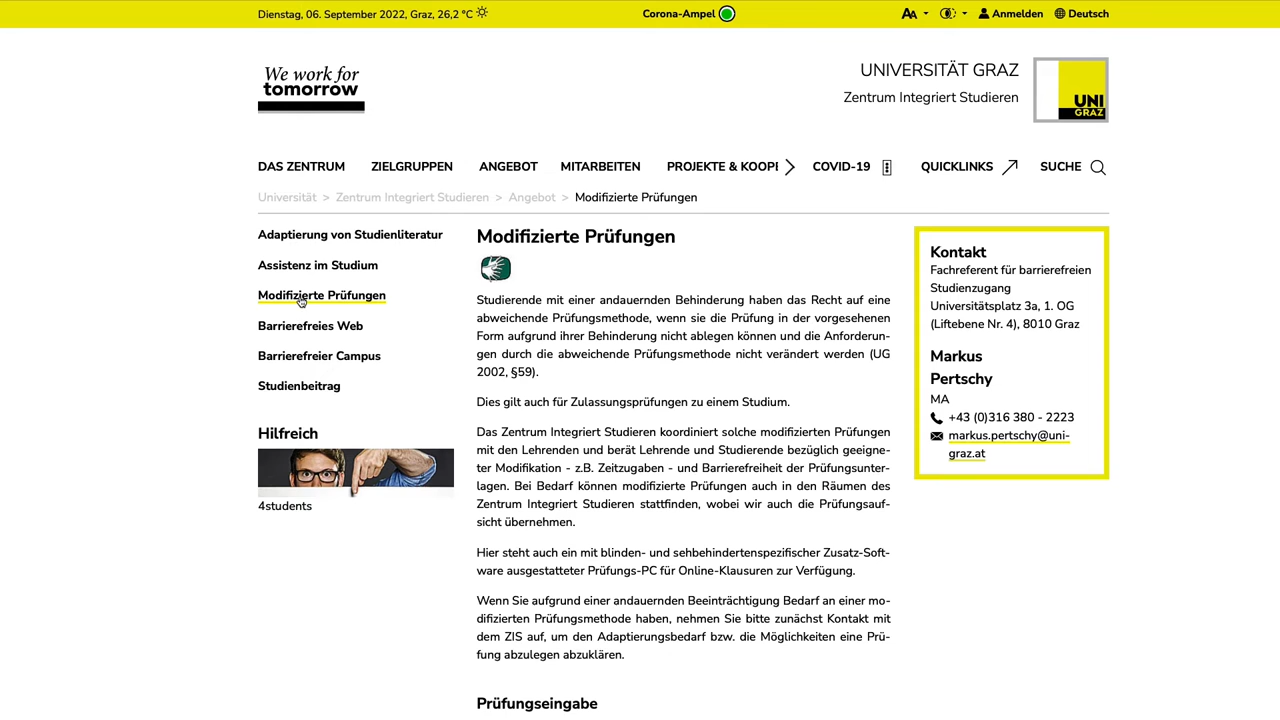 Dienstag, 06. September 2022, Graz, 26,2 °C
Corona-Ampel
AA
Anmelden
Deutsch
We work for
tomorrow
UNIVERSITÄT GRAZ
Zentrum Integriert Studieren
UNI
GRAZ
DAS ZENTRUM
ZIELGRUPPEN
ANGEBOT
MITARBEITEN
PROJEKTE & KOOP
COVID-19
QUICKLINKS
SUCHE
Universität > Zentrum Integriert Studieren > Angebot > Modifizierte Prüfungen
Adaptierung von Studienliteratur
Assistenz im Studium
Modifizierte Prüfungen
Barrierefreies Web
Barrierefreier Campus
Studienbeitrag
Hilfreich
4students
Modifizierte Prüfungen
Studierende mit einer andauernden Behinderung haben das Recht auf eine
abweichende Prüfungsmethode, wenn sie die Prüfung in der vorgesehenen
Form aufgrund ihrer Behinderung nicht ablegen können und die Anforderun-
gen durch die abweichende Prüfungsmethode nicht verändert werden (UG
2002, §59).
Dies gilt auch für Zulassungsprüfungen zu einem Studium.
Das Zentrum Integriert Studieren koordiniert solche modifizierten Prüfungen
mit den Lehrenden und berät Lehrende und Studierende bezüglich geeigne-
ter Modifikation - z.B. Zeitzugaben - und Barrierefreiheit der Prüfungsunter-
lagen. Bei Bedarf können modifizierte Prüfungen auch in den Räumen des
Zentrum Integriert Studieren stattfinden, wobei wir auch die Prüfungsauf-
sicht übernehmen.
Hier steht auch ein mit blinden- und sehbehindertenspezifischer Zusatz-Soft-
ware ausgestatteter Prüfungs-PC für Online-Klausuren zur Verfügung.
Wenn Sie aufgrund einer andauernden Beeinträchtigung Bedarf an einer mo-
difizierten Prüfungsmethode haben, nehmen Sie bitte zunächst Kontakt mit
dem ZIS auf, um den Adaptierungsbedarf bzw. die Möglichkeiten eine Prü-
fung abzulegen abzuklären.
Prüfungseingabe
Kontakt
Fachreferent für barrierefreien
Studienzugang
Universitätsplatz 3a, 1. OG
(Liftebene Nr. 4), 8010 Graz
Markus
Pertschy
MA
+43 (0)316 380 - 2223
markus.pertschy@uni-
graz.at